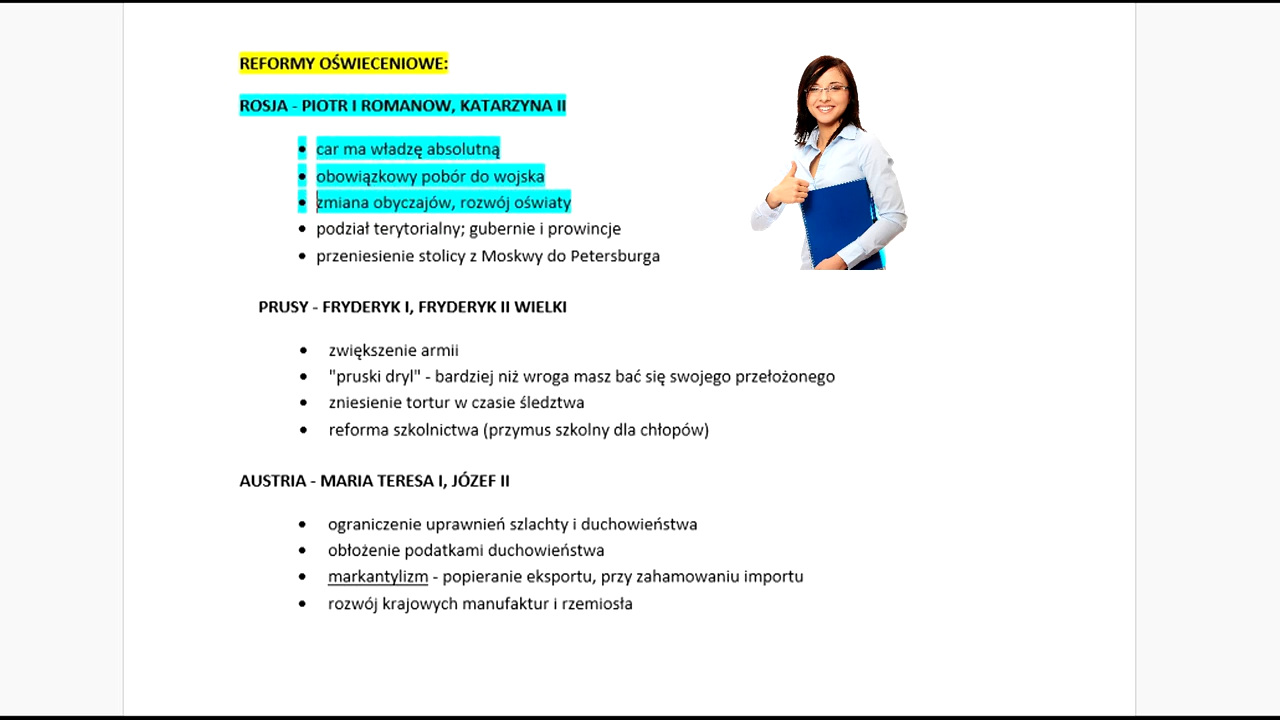 REFORMY OŚWIECENIOWE:
ROSJA - PIOTR I ROMANOW, KATARZYNA II
• car ma władzę absolutną
• obowiązkowy pobór do wojska
• zmiana obyczajów, rozwój oświaty
• podział terytorialny; gubernie i prowincje
• przeniesienie stolicy z Moskwy do Petersburga
PRUSY - FRYDERYK I, FRYDERYK II WIELKI
• zwiększenie armii
• "pruski dryl" - bardziej niż wroga masz bać się swojego przełożonego
• zniesienie tortur w czasie śledztwa
• reforma szkolnictwa (przymus szkolny dla chłopów)
AUSTRIA - MARIA TERESA I, JÓZEF II
• ograniczenie uprawnień szlachty i duchowieństwa
• obłożenie podatkami duchowieństwa
• markantylizm - popieranie eksportu, przy zahamowaniu importu
• rozwój krajowych manufaktur i rzemiosła